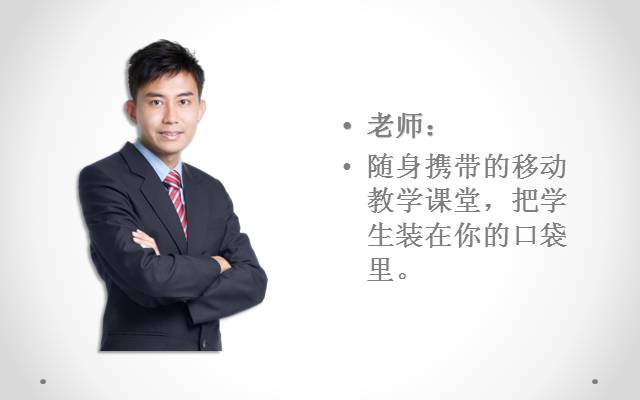 • 老师：
• 随身携带的移动
教学课堂，把学
生装在你的口袋
里。